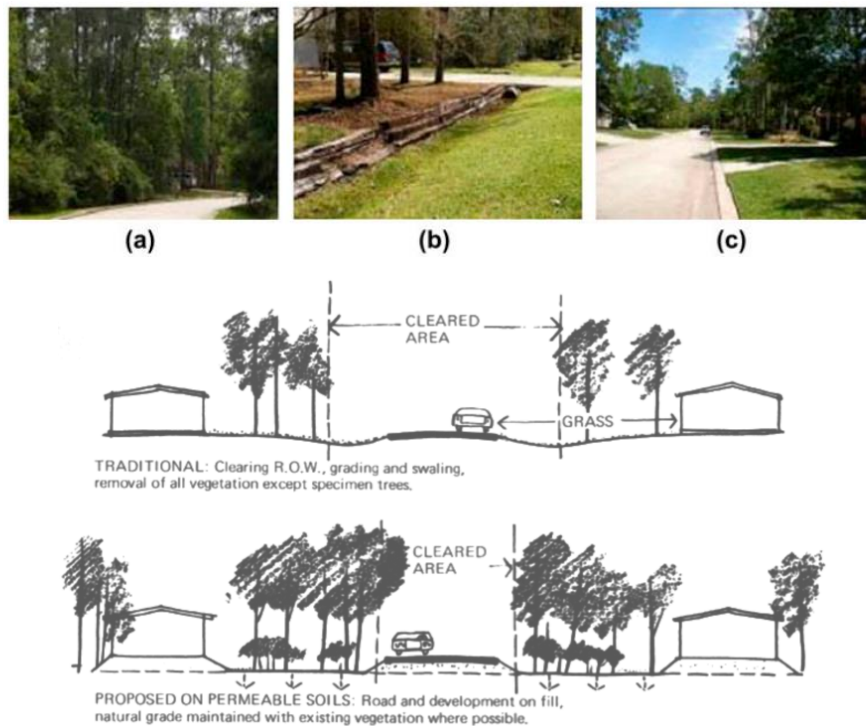 (a)
(b)
(c)
CLEARED
AREA
GRASS
TRADITIONAL: Clearing R.O.W., grading and swaling,
removal of all vegetation except specimen trees.
CLEARED
AREA
PROPOSED ON PERMEABLE SOILS: Road and development on fill,
natural grade maintained with existing vegetation where possible.